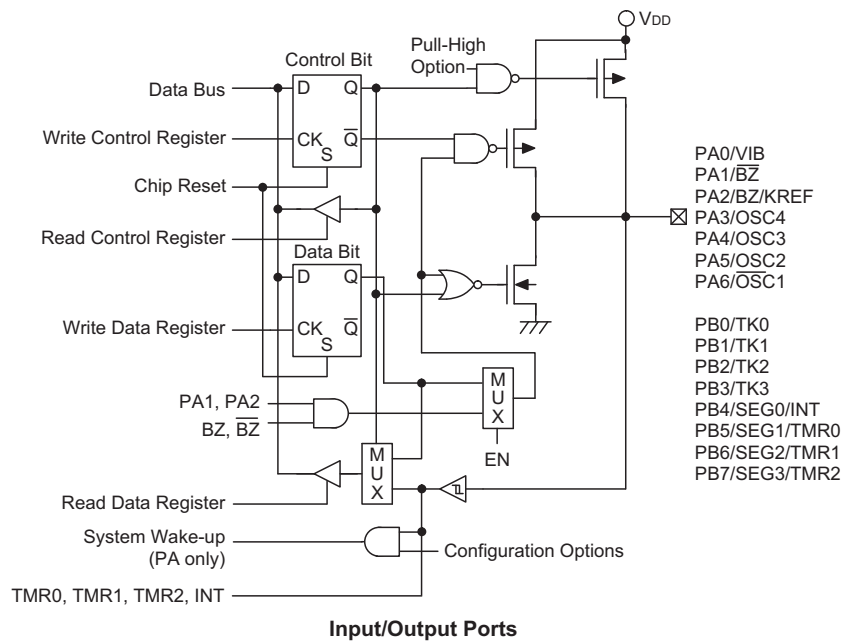 VDD
Pull-High
Option
Control Bit
Data Bus
D Q
Write Control Register
CK Q̅
S
Chip Reset
Read Control Register
Data Bit
D Q
Write Data Register
CK Q̅
S
PA1, PA2
BZ, B̅Z̅
M
U
X
EN
M
U
X
Read Data Register
System Wake-up
(PA only)
Configuration Options
TMR0, TMR1, TMR2, INT
PA0/VIB
PA1/B̅Z̅
PA2/BZ/KREF
PA3/OSC4
PA4/OSC3
PA5/OSC2
PA6/O̅S̅C1
PB0/TK0
PB1/TK1
PB2/TK2
PB3/TK3
PB4/SEG0/INT
PB5/SEG1/TMR0
PB6/SEG2/TMR1
PB7/SEG3/TMR2
Input/Output Ports